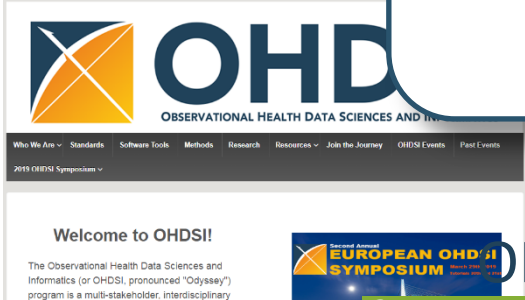 OHD
OBSERVATIONAL HEALTH DATA SCIENCES AND
Who We Are Standards Software Tools Methods Research Resources Join the Journey OHDSI Events Past Events
2019 OHDSI Symposium
Welcome to OHDSI!
The Observational Health Data Sciences and
Informatics (or OHDSI, pronounced "Odyssey")
program is a multi-stakeholder, interdisciplinary
Second Annual
EUROPEAN OHDSI
SYMPOSIUM